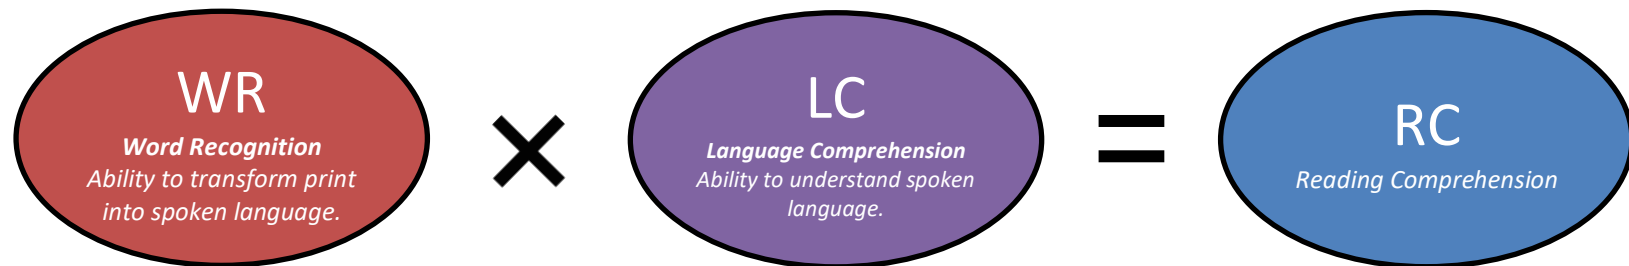 WR
Word Recognition
Ability to transform print
into spoken language.
×
LC
Language Comprehension
Ability to understand spoken
language.
=
RC
Reading Comprehension